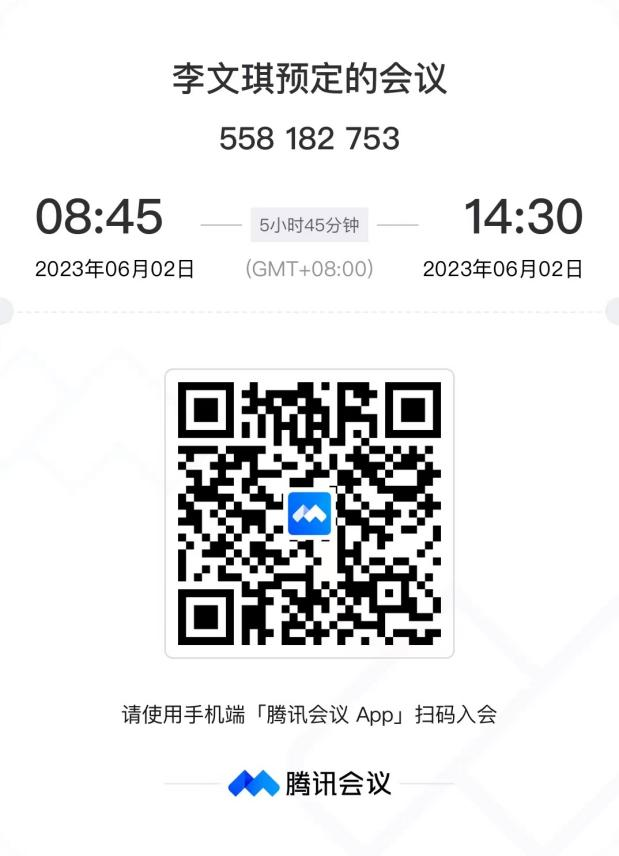 李文琪预定的会议
558 182 753
08:45 5小时45分钟 14:30
2023年06月02日 (GMT+08:00) 2023年06月02日
请使用手机端「腾讯会议 App」扫码入会
腾讯会议